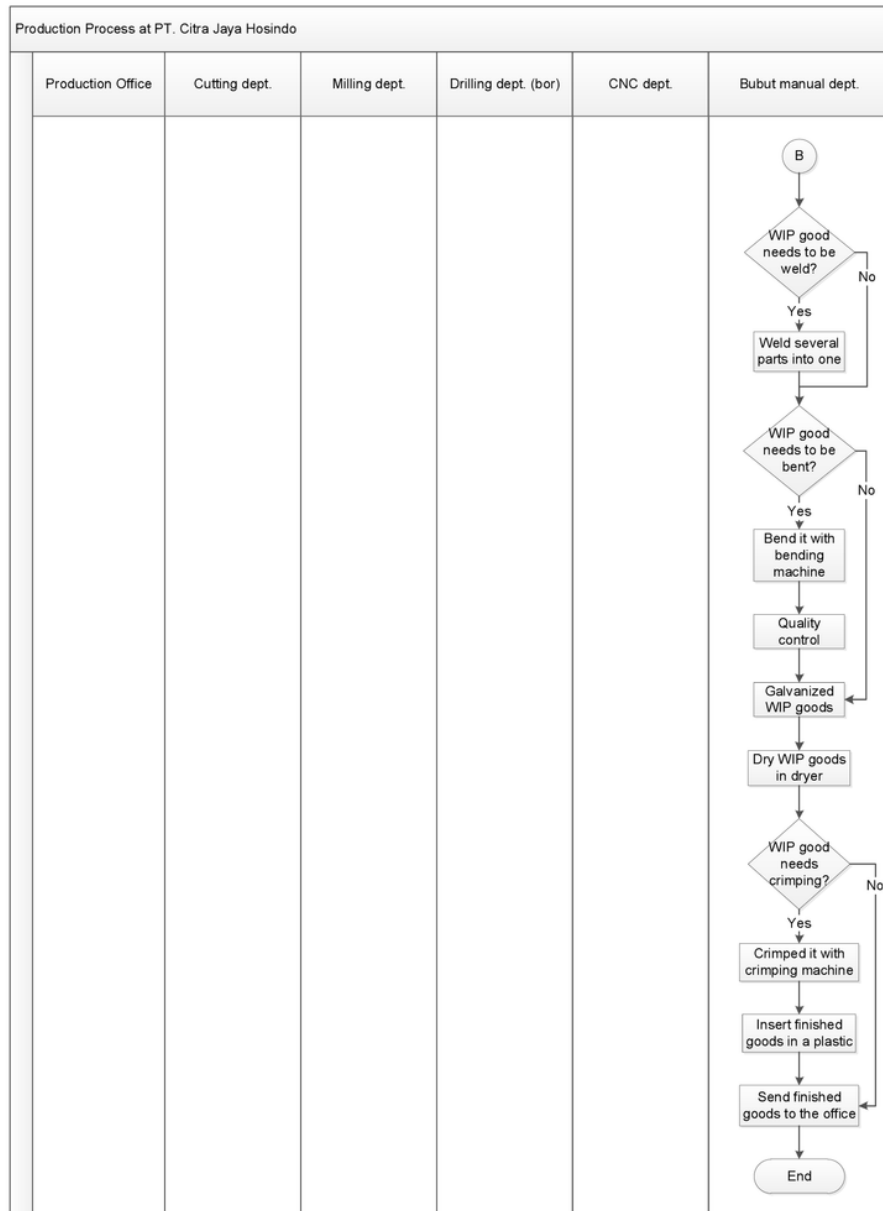 Production Process at PT. Citra Jaya Hosindo
Production Office
Cutting dept.
Milling dept.
Drilling dept. (bor)
CNC dept.
Bubut manual dept.
B
WIP good
needs to be
weld?
No
Yes
Weld several
parts into one
WIP good
needs to be
bent?
No
Yes
Bend it with
bending
machine
Quality
control
Galvanized
WIP goods
Dry WIP goods
in dryer
WIP good
needs
crimping?
No
Yes
Crimped it with
crimping machine
Insert finished
goods in a plastic
Send finished
goods to the office
End